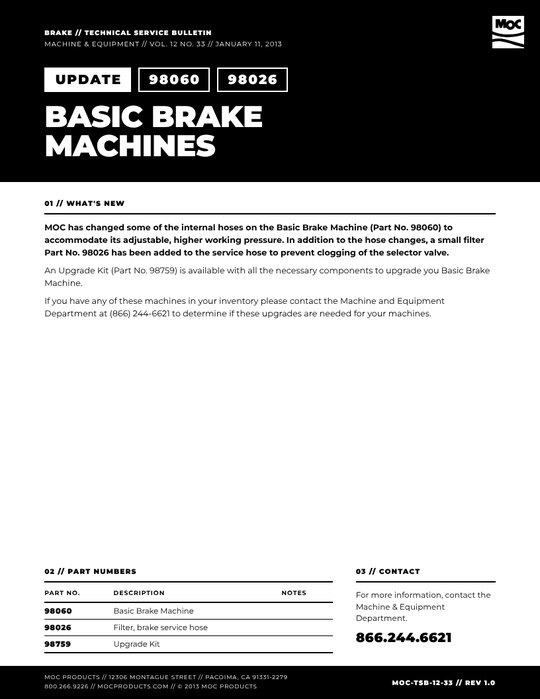 BRAKE // TECHNICAL SERVICE BULLETIN
MACHINE & EQUIPMENT // VOL. 12 NO. 33 // JANUARY 11, 2013
MOC
UPDATE 98060 98026
BASIC BRAKE
MACHINES
01 // WHAT'S NEW
MOC has changed some of the internal hoses on the Basic Brake Machine (Part No. 98060) to
accommodate its adjustable, higher working pressure. In addition to the hose changes, a small filter
Part No. 98026 has been added to the service hose to prevent clogging of the selector valve.
An Upgrade Kit (Part No. 98759) is available with all the necessary components to upgrade you Basic Brake
Machine.
If you have any of these machines in your inventory please contact the Machine and Equipment
Department at (866) 244-6621 to determine if these upgrades are needed for your machines.
02 // PART NUMBERS
PART NO. DESCRIPTION NOTES
98060 Basic Brake Machine
98026 Filter, brake service hose
98759 Upgrade Kit
03 // CONTACT
For more information, contact the
Machine & Equipment
Department.
866.244.6621
MOC PRODUCTS // 12306 MONTAGUE STREET // PACOIMA, CA 91331-2279
800.266.9226 // MOCPRODUCTS.COM // © 2013 MOC PRODUCTS
MOC-TSB-12-33 // REV 1.0